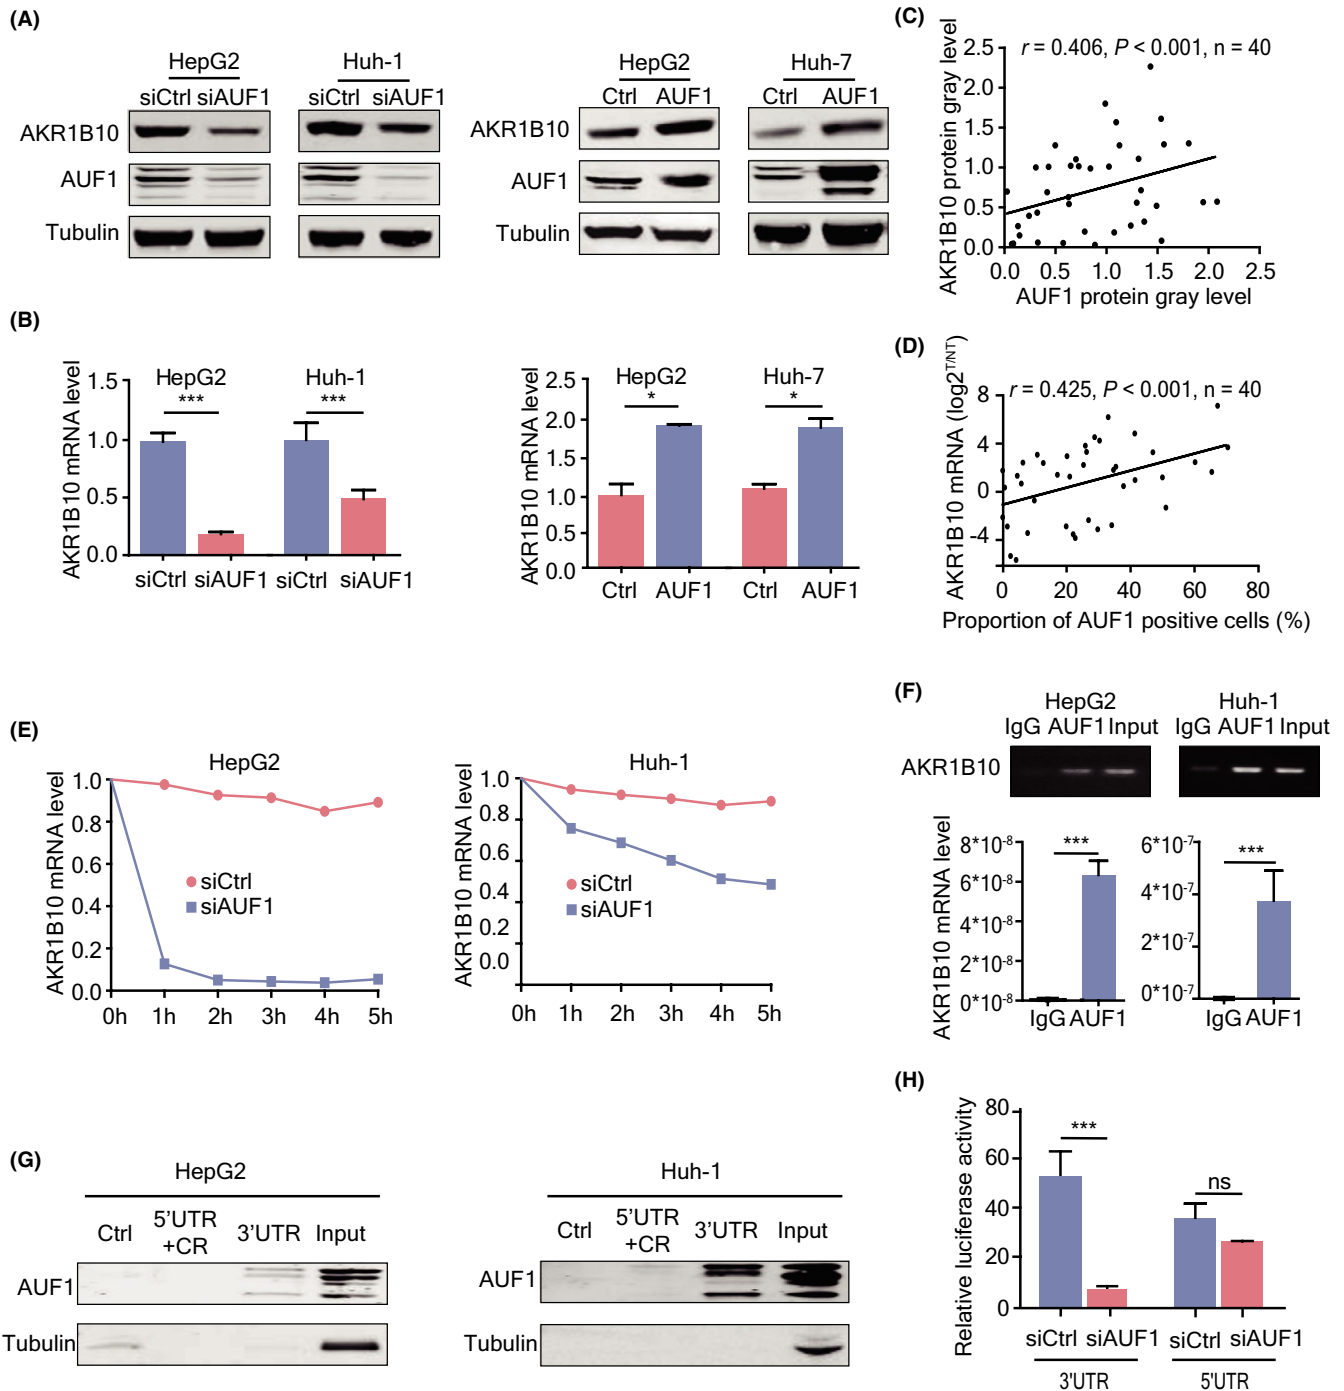 (A)
HepG2
Huh-1
siCtrl siAUF1
siCtrl siAUF1
AKR1B10
AUF1
Tubulin
HepG2
Huh-7
Ctrl AUF1
Ctrl AUF1
AKR1B10
AUF1
Tubulin
(C)
r = 0.406, P < 0.001, n = 40
AKR1B10 protein gray level
2.5
2.0
1.5
1.0
0.5
0.0
0.0 0.5 1.0 1.5 2.0 2.5
AUF1 protein gray level
(B)
AKR1B10 mRNA level
1.5
1.0
0.5
0.0
HepG2
Huh-1
***
***
siCtrl siAUF1 siCtrl siAUF1
AKR1B10 mRNA level
2.5
2.0
1.5
1.0
0.5
0.0
HepG2
Huh-7
*
*
Ctrl AUF1 Ctrl AUF1
(D)
r = 0.425, P < 0.001, n = 40
AKR1B10 mRNA (log2T/NT)
8
4
0
-4
0 20 40 60 80
Proportion of AUF1 positive cells (%)
(E)
HepG2
AKR1B10 mRNA level
1.0
0.8
0.6
0.4
0.2
0.0
siCtrl
siAUF1
0h 1h 2h 3h 4h 5h
Huh-1
AKR1B10 mRNA level
1.0
0.8
0.6
0.4
0.2
0.0
siCtrl
siAUF1
0h 1h 2h 3h 4h 5h
(F)
HepG2
Huh-1
IgG AUF1 Input
IgG AUF1 Input
AKR1B10
AKR1B10 mRNA level
8*10-8
6*10-8
4*10-8
2*10-8
0*10-8
***
IgG AUF1
6*10-7
4*10-7
2*10-7
0*10-7
***
IgG AUF1
(G)
HepG2
Ctrl
5'UTR
+CR
3'UTR
Input
AUF1
Tubulin
Huh-1
Ctrl
5'UTR
+CR
3'UTR
Input
AUF1
Tubulin
(H)
Relative luciferase activity
80
60
40
20
0
***
ns
siCtrl siAUF1
siCtrl siAUF1
3'UTR
5'UTR